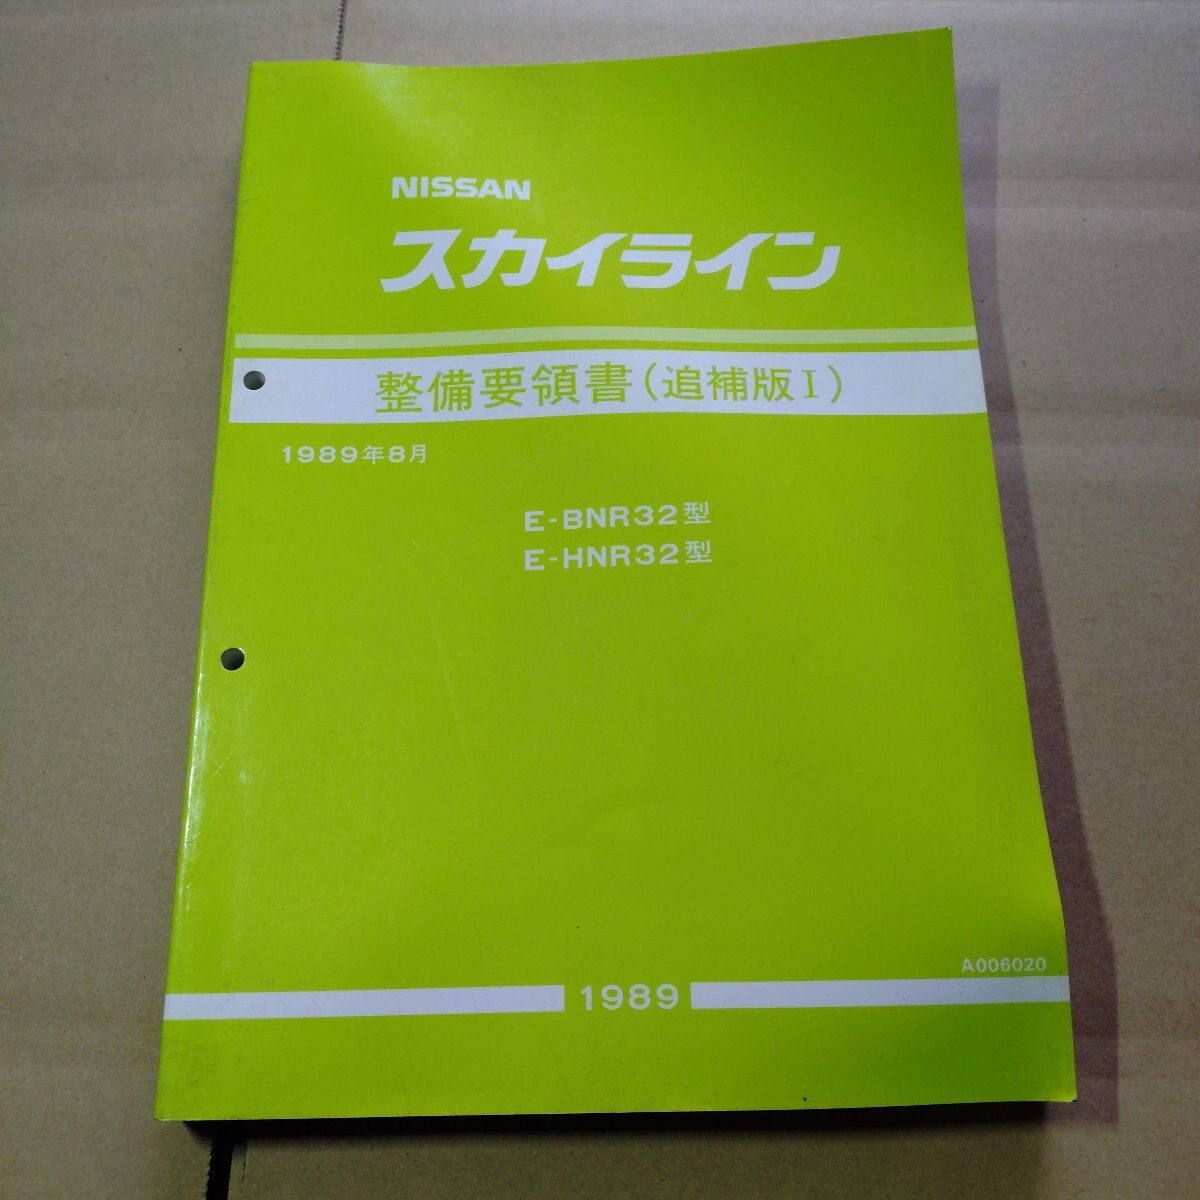 NISSAN
スカイライン
整備要領書(追補版I)
1989年8月
E-BNR32型
E-HNR32型
A006020
1989